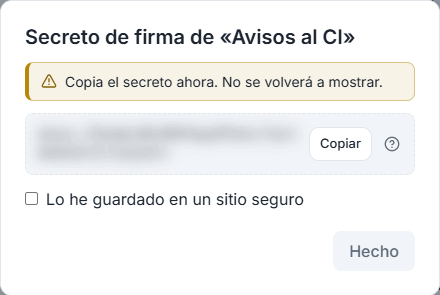 Secreto de firma de «Avisos al CI»
Copia el secreto ahora. No se volverá a mostrar.
Copiar
Lo he guardado en un sitio seguro
Hecho